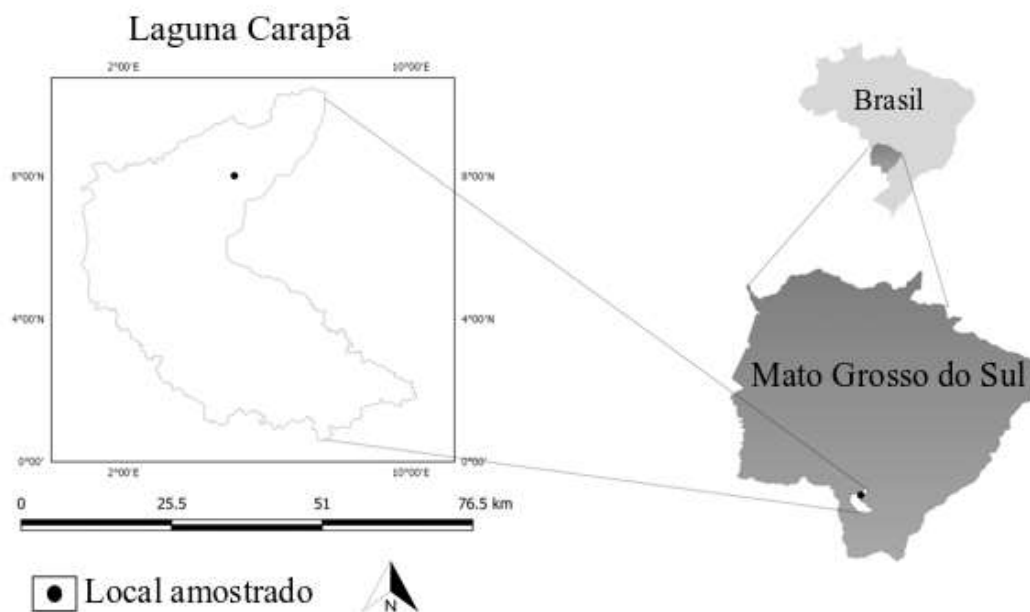 Laguna Carapã
2°00'E
10°00'E
Brasil
8°00'N
8°00'N
4°00'N
4°00'N
Mato Grosso do Sul
0°00'
0°00'
2°00'E
10°00'E
0
25.5
51
76.5 km
Local amostrado
N